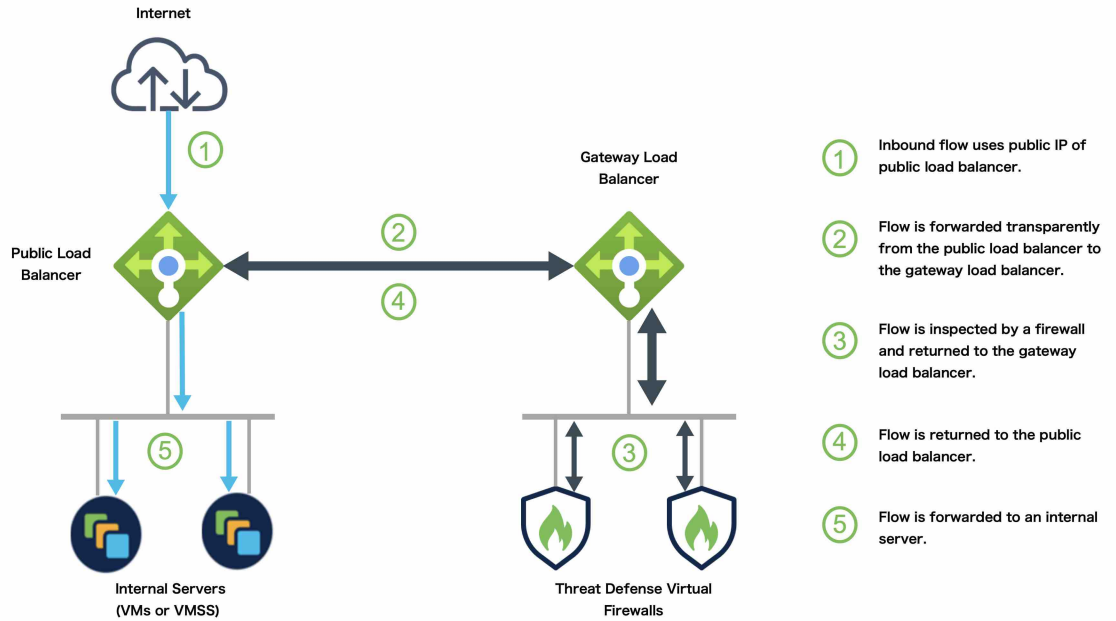 Internet
1
Gateway Load
Balancer
Public Load
Balancer
2
4
5
3
Internal Servers
(VMs or VMSS)
Threat Defense Virtual
Firewalls
1
Inbound flow uses public IP of
public load balancer.
2
Flow is forwarded transparently
from the public load balancer to
the gateway load balancer.
3
Flow is inspected by a firewall
and returned to the gateway
load balancer.
4
Flow is returned to the public
load balancer.
5
Flow is forwarded to an internal
server.